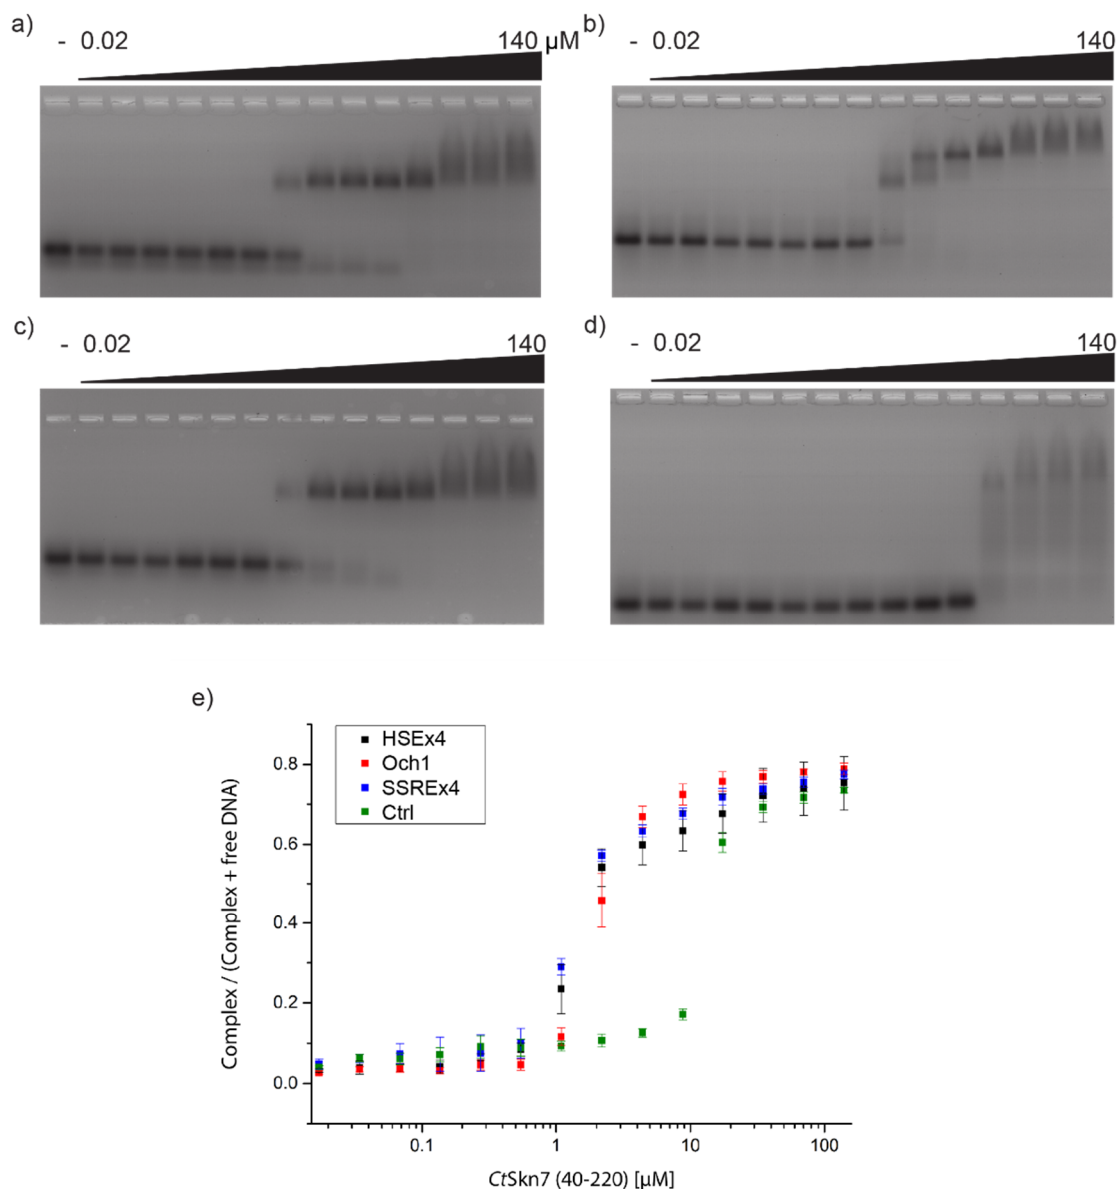 a)
- 0.02 140 µM
b)
- 0.02 140
c)
- 0.02 140
d)
- 0.02 140
e)
HSEx4
Och1
SSREx4
Ctrl
0.8
0.6
0.4
0.2
0.0
Complex / (Complex + free DNA)
0.1 1 10 100
CtSkn7 (40-220) [µM]